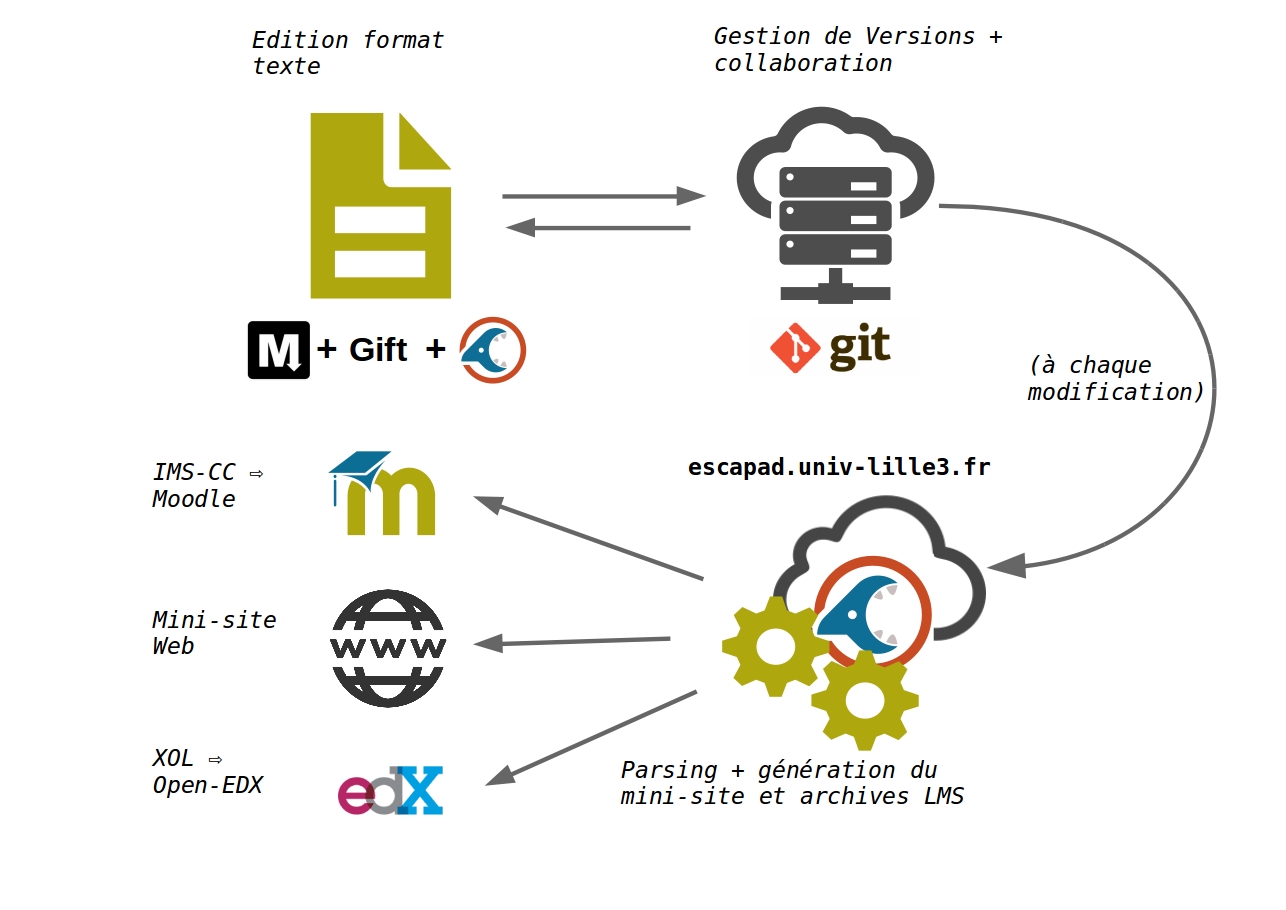 Edition format
texte
Gestion de Versions +
collaboration
M + Gift +
git
(à chaque
modification)
escapad.univ-lille3.fr
IMS-CC ⇨
Moodle
m
Mini-site
Web
WWW
XOL ⇨
Open-EDX
edX
Parsing + génération du
mini-site et archives LMS